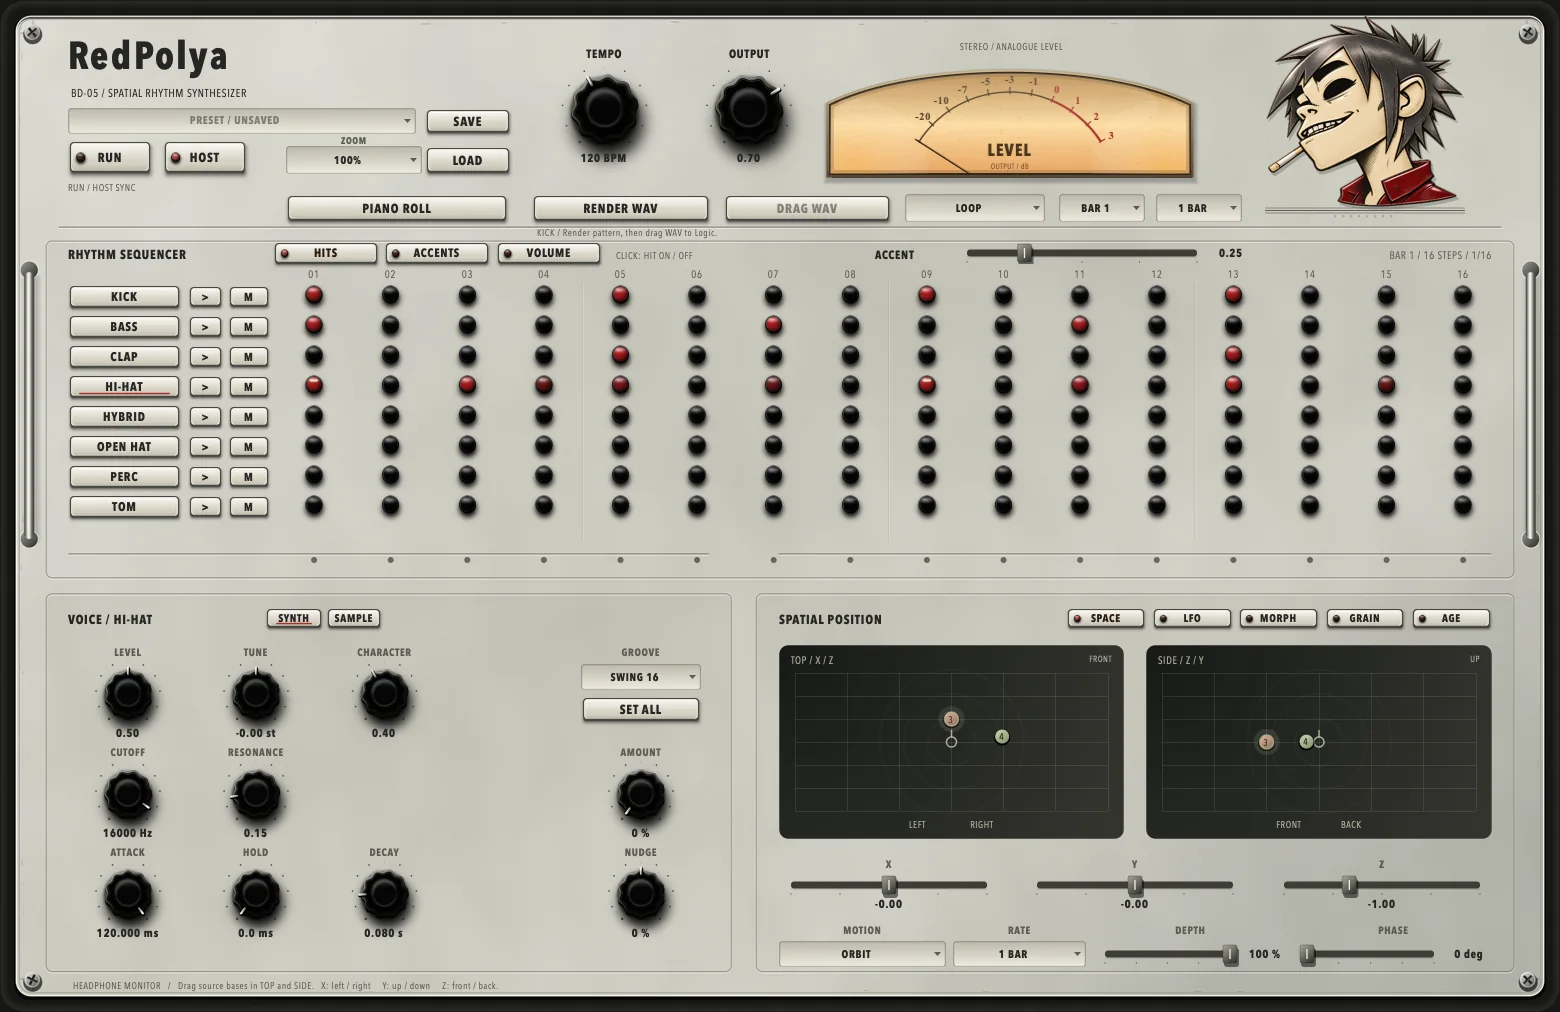 RedPolya
BD-05 / SPATIAL RHYTHM SYNTHESIZER
PRESET / UNSAVED
SAVE
RUN
HOST
ZOOM
100%
LOAD
RUN / HOST SYNC
PIANO ROLL
TEMPO
120 BPM
OUTPUT
0.70
RENDER WAV
DRAG WAV
KICK / Render pattern, then drag WAV to Logic.
STEREO / ANALOGUE LEVEL
-20 -10 -7 -5 -3 -1 0 1 2 3
LEVEL
OUTPUT / dB
LOOP
BAR 1
1 BAR
RHYTHM SEQUENCER
HITS
ACCENTS
VOLUME
CLICK: HIT ON / OFF
ACCENT
0.25
BAR 1 / 16 STEPS / 1/16
01 02 03 04 05 06 07 08 09 10 11 12 13 14 15 16
KICK > M
BASS > M
CLAP > M
HI-HAT > M
HYBRID > M
OPEN HAT > M
PERC > M
TOM > M
VOICE / HI-HAT
SYNTH
SAMPLE
LEVEL TUNE CHARACTER GROOVE
SWING 16
SET ALL
0.50 -0.00 st 0.40
CUTOFF RESONANCE AMOUNT
16000 Hz 0.15 0 %
ATTACK HOLD DECAY NUDGE
120.000 ms 0.0 ms 0.080 s 0 %
SPATIAL POSITION
SPACE
LFO
MORPH
GRAIN
AGE
TOP / X / Z
FRONT
3
4
LEFT RIGHT
SIDE / Z / Y
UP
3
4
FRONT BACK
X Y Z
-0.00 -0.00 -1.00
MOTION RATE DEPTH PHASE
ORBIT 1 BAR 100 % 0 deg
HEADPHONE MONITOR / Drag source bases in TOP and SIDE. X: left / right Y: up / down Z: front / back.